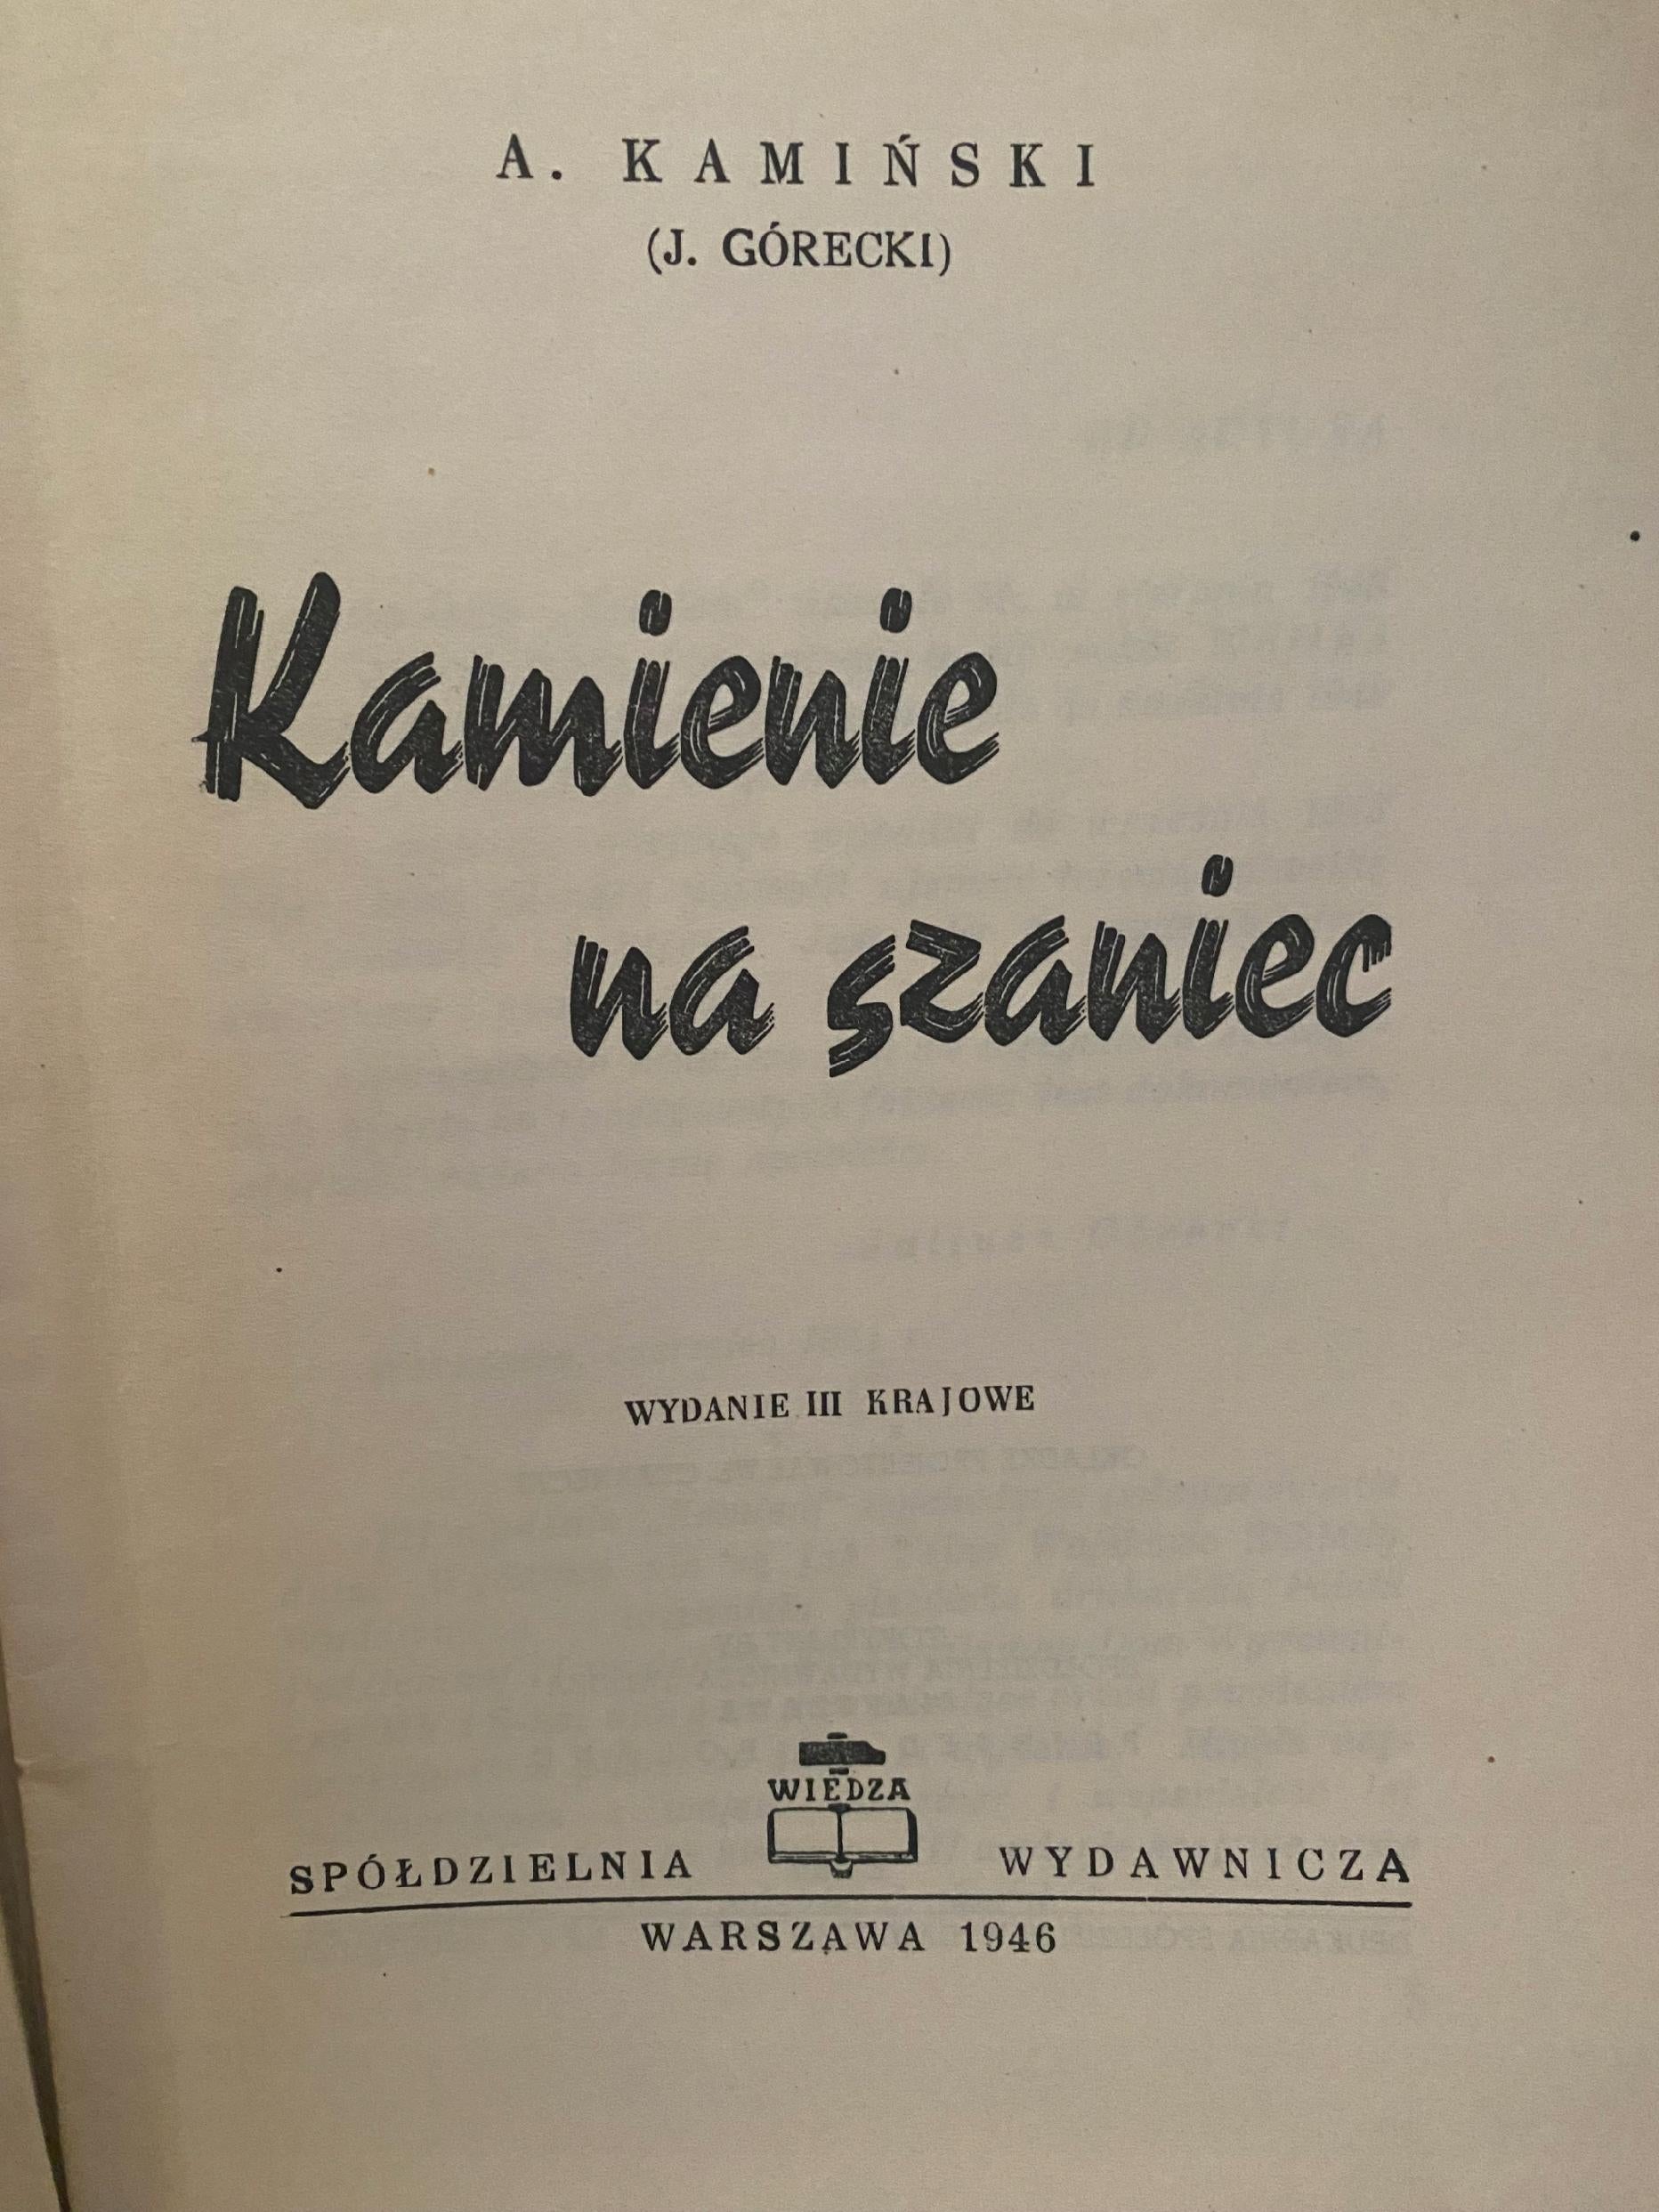 A. KAMIŃSKI
(J. GÓRECKI)
Kamienie
na szaniec
WYDANIE III KRAJOWE
WIEDZA
SPÓŁDZIELNIA WYDAWNICZA
WARSZAWA 1946